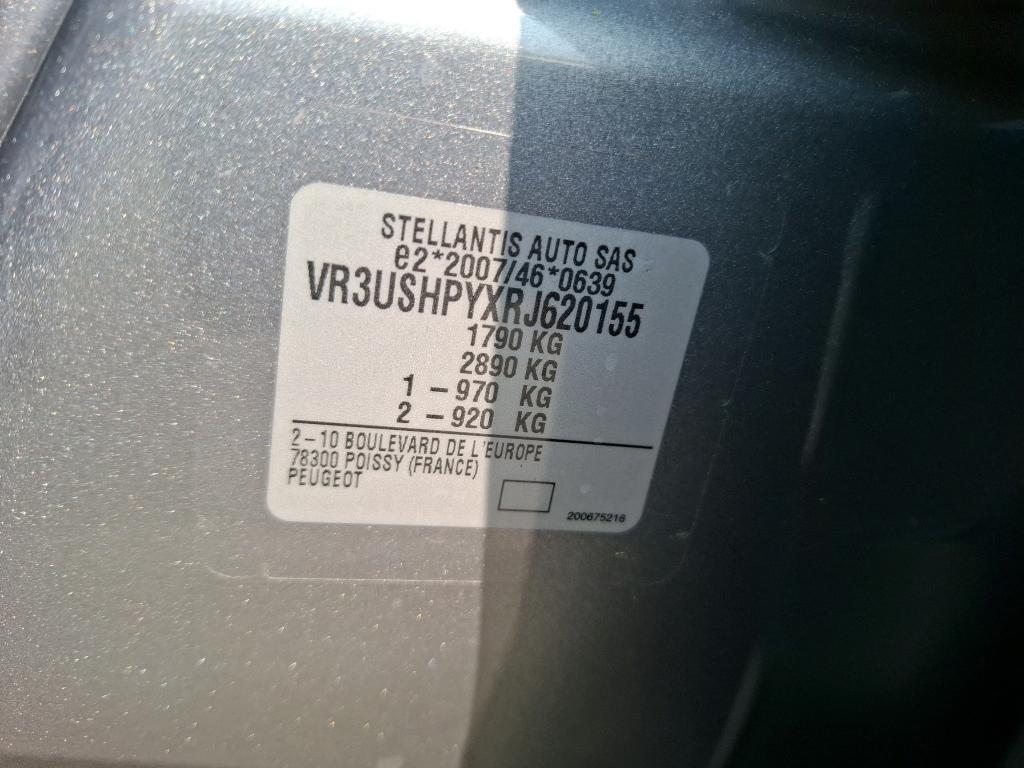 STELLANTIS AUTO SAS
e2*2007/46*0639
VR3USHPYXRJ620155
1790 KG
2890 KG
1 – 970 KG
2 – 920 KG
2–10 BOULEVARD DE L'EUROPE
78300 POISSY (FRANCE)
PEUGEOT
200675216